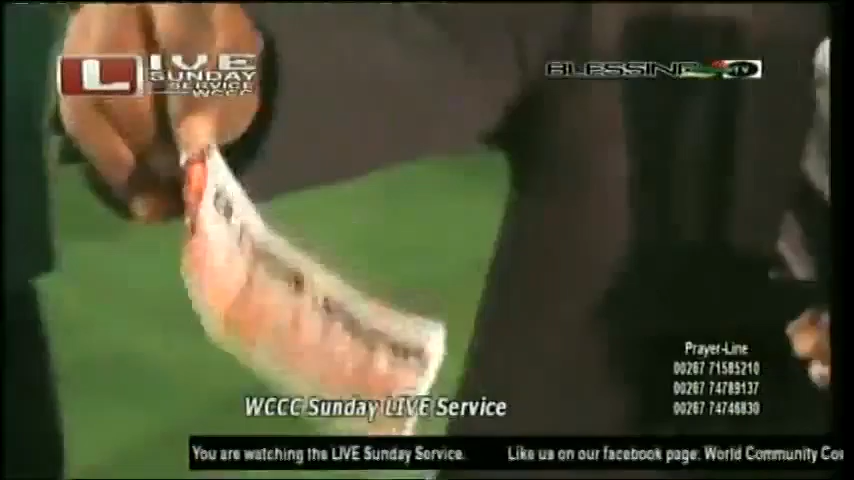 LIVE
SUNDAY
SERVICE
WCCC
BLESSING TV
Prayer-Line
00267 71585210
00267 74789137
00267 74746830
WCCC Sunday LIVE Service
You are watching the LIVE Sunday Service. Like us on our facebook page: World Community